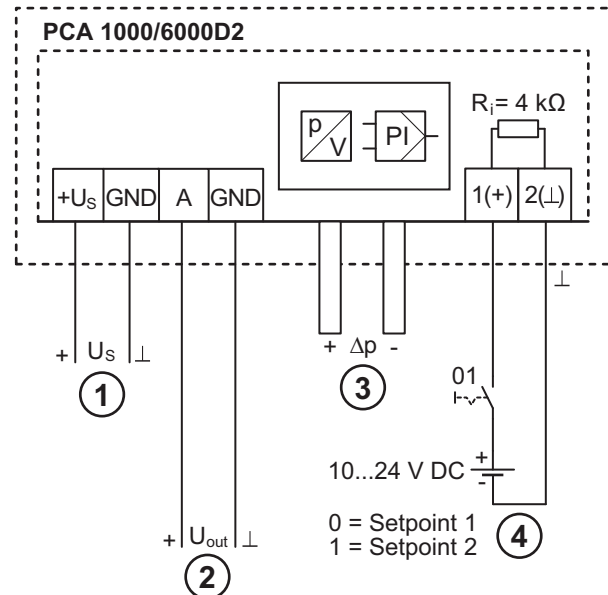 PCA 1000/6000D2
Ri= 4 kΩ
p
V
PI
+Us GND A GND
1(+) 2(⊥)
⊥
+ Us ⊥
1
+ Δp -
3
01
+
10...24 V DC
-
0 = Setpoint 1
1 = Setpoint 2
4
+ Uout ⊥
2